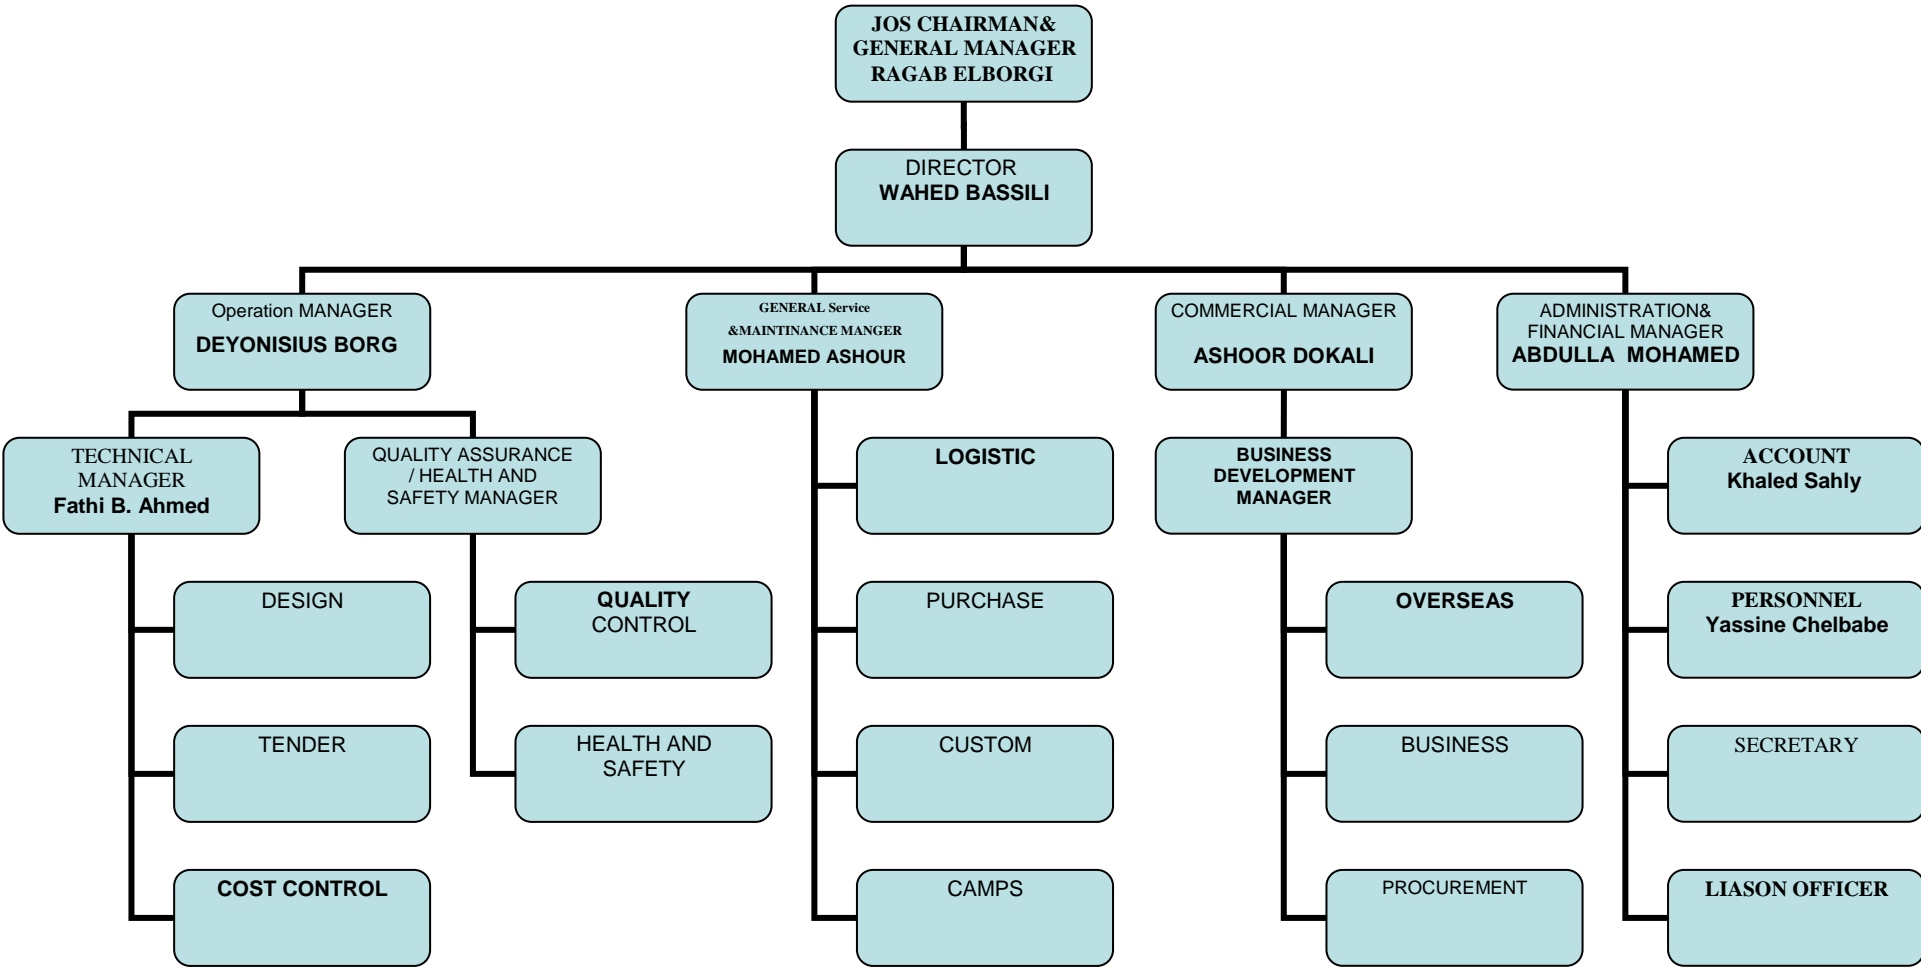 JOS CHAIRMAN&
GENERAL MANAGER
RAGAB ELBORGI
DIRECTOR
WAHED BASSILI
Operation MANAGER
DEYONISIUS BORG
GENERAL Service
&MAINTINANCE MANGER
MOHAMED ASHOUR
COMMERCIAL MANAGER
ASHOOR DOKALI
ADMINISTRATION&
FINANCIAL MANAGER
ABDULLA MOHAMED
TECHNICAL
MANAGER
Fathi B. Ahmed
QUALITY ASSURANCE
/ HEALTH AND
SAFETY MANAGER
LOGISTIC
BUSINESS
DEVELOPMENT
MANAGER
ACCOUNT
Khaled Sahly
DESIGN
QUALITY
CONTROL
PURCHASE
OVERSEAS
PERSONNEL
Yassine Chelbabe
TENDER
HEALTH AND
SAFETY
CUSTOM
BUSINESS
SECRETARY
COST CONTROL
CAMPS
PROCUREMENT
LIASON OFFICER